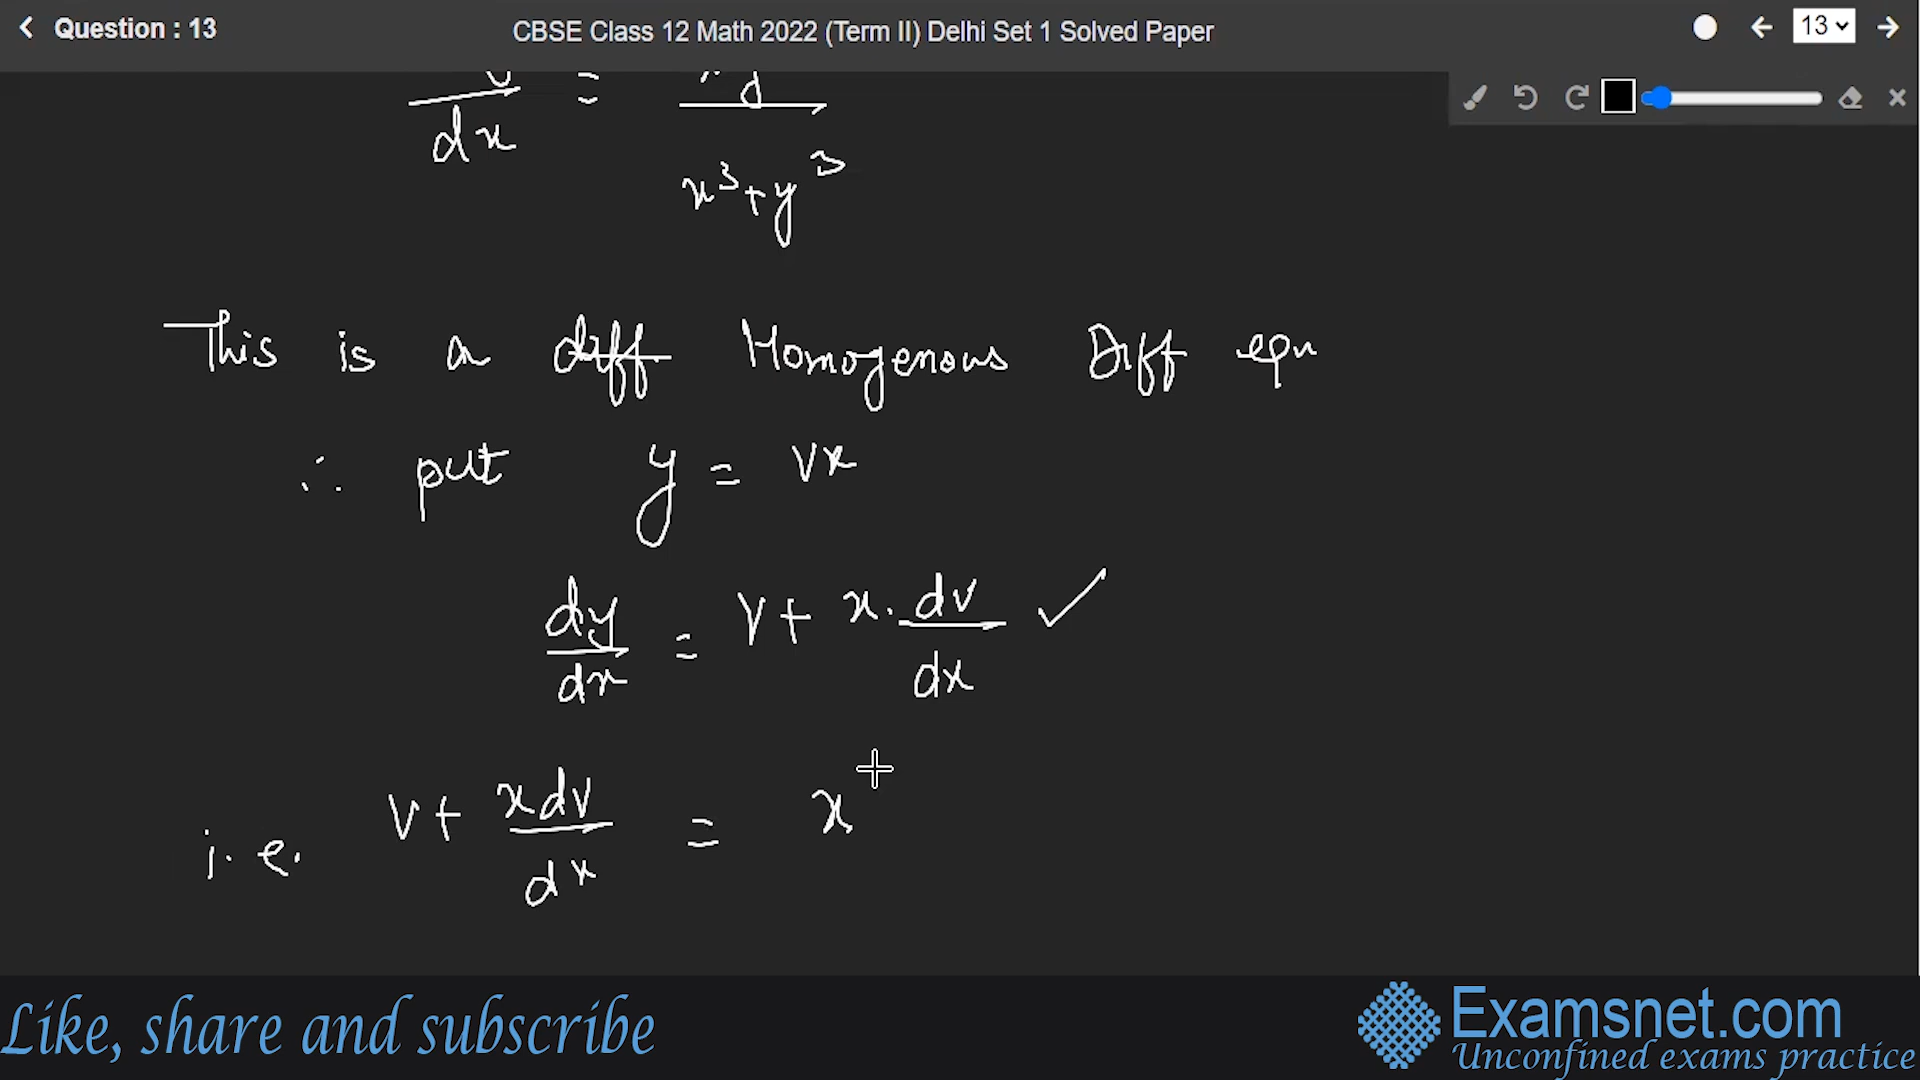 Question : 13
CBSE Class 12 Math 2022 (Term II) Delhi Set 1 Solved Paper
13
dx =
x³+y³
This is a diff Homogenous Diff eqn
∴ put y = vx
dy/dx = v + x · dv/dx ✓
i.e. v + xdv/dx = x
Like, share and subscribe
Examsnet.com
Unconfined exams practice